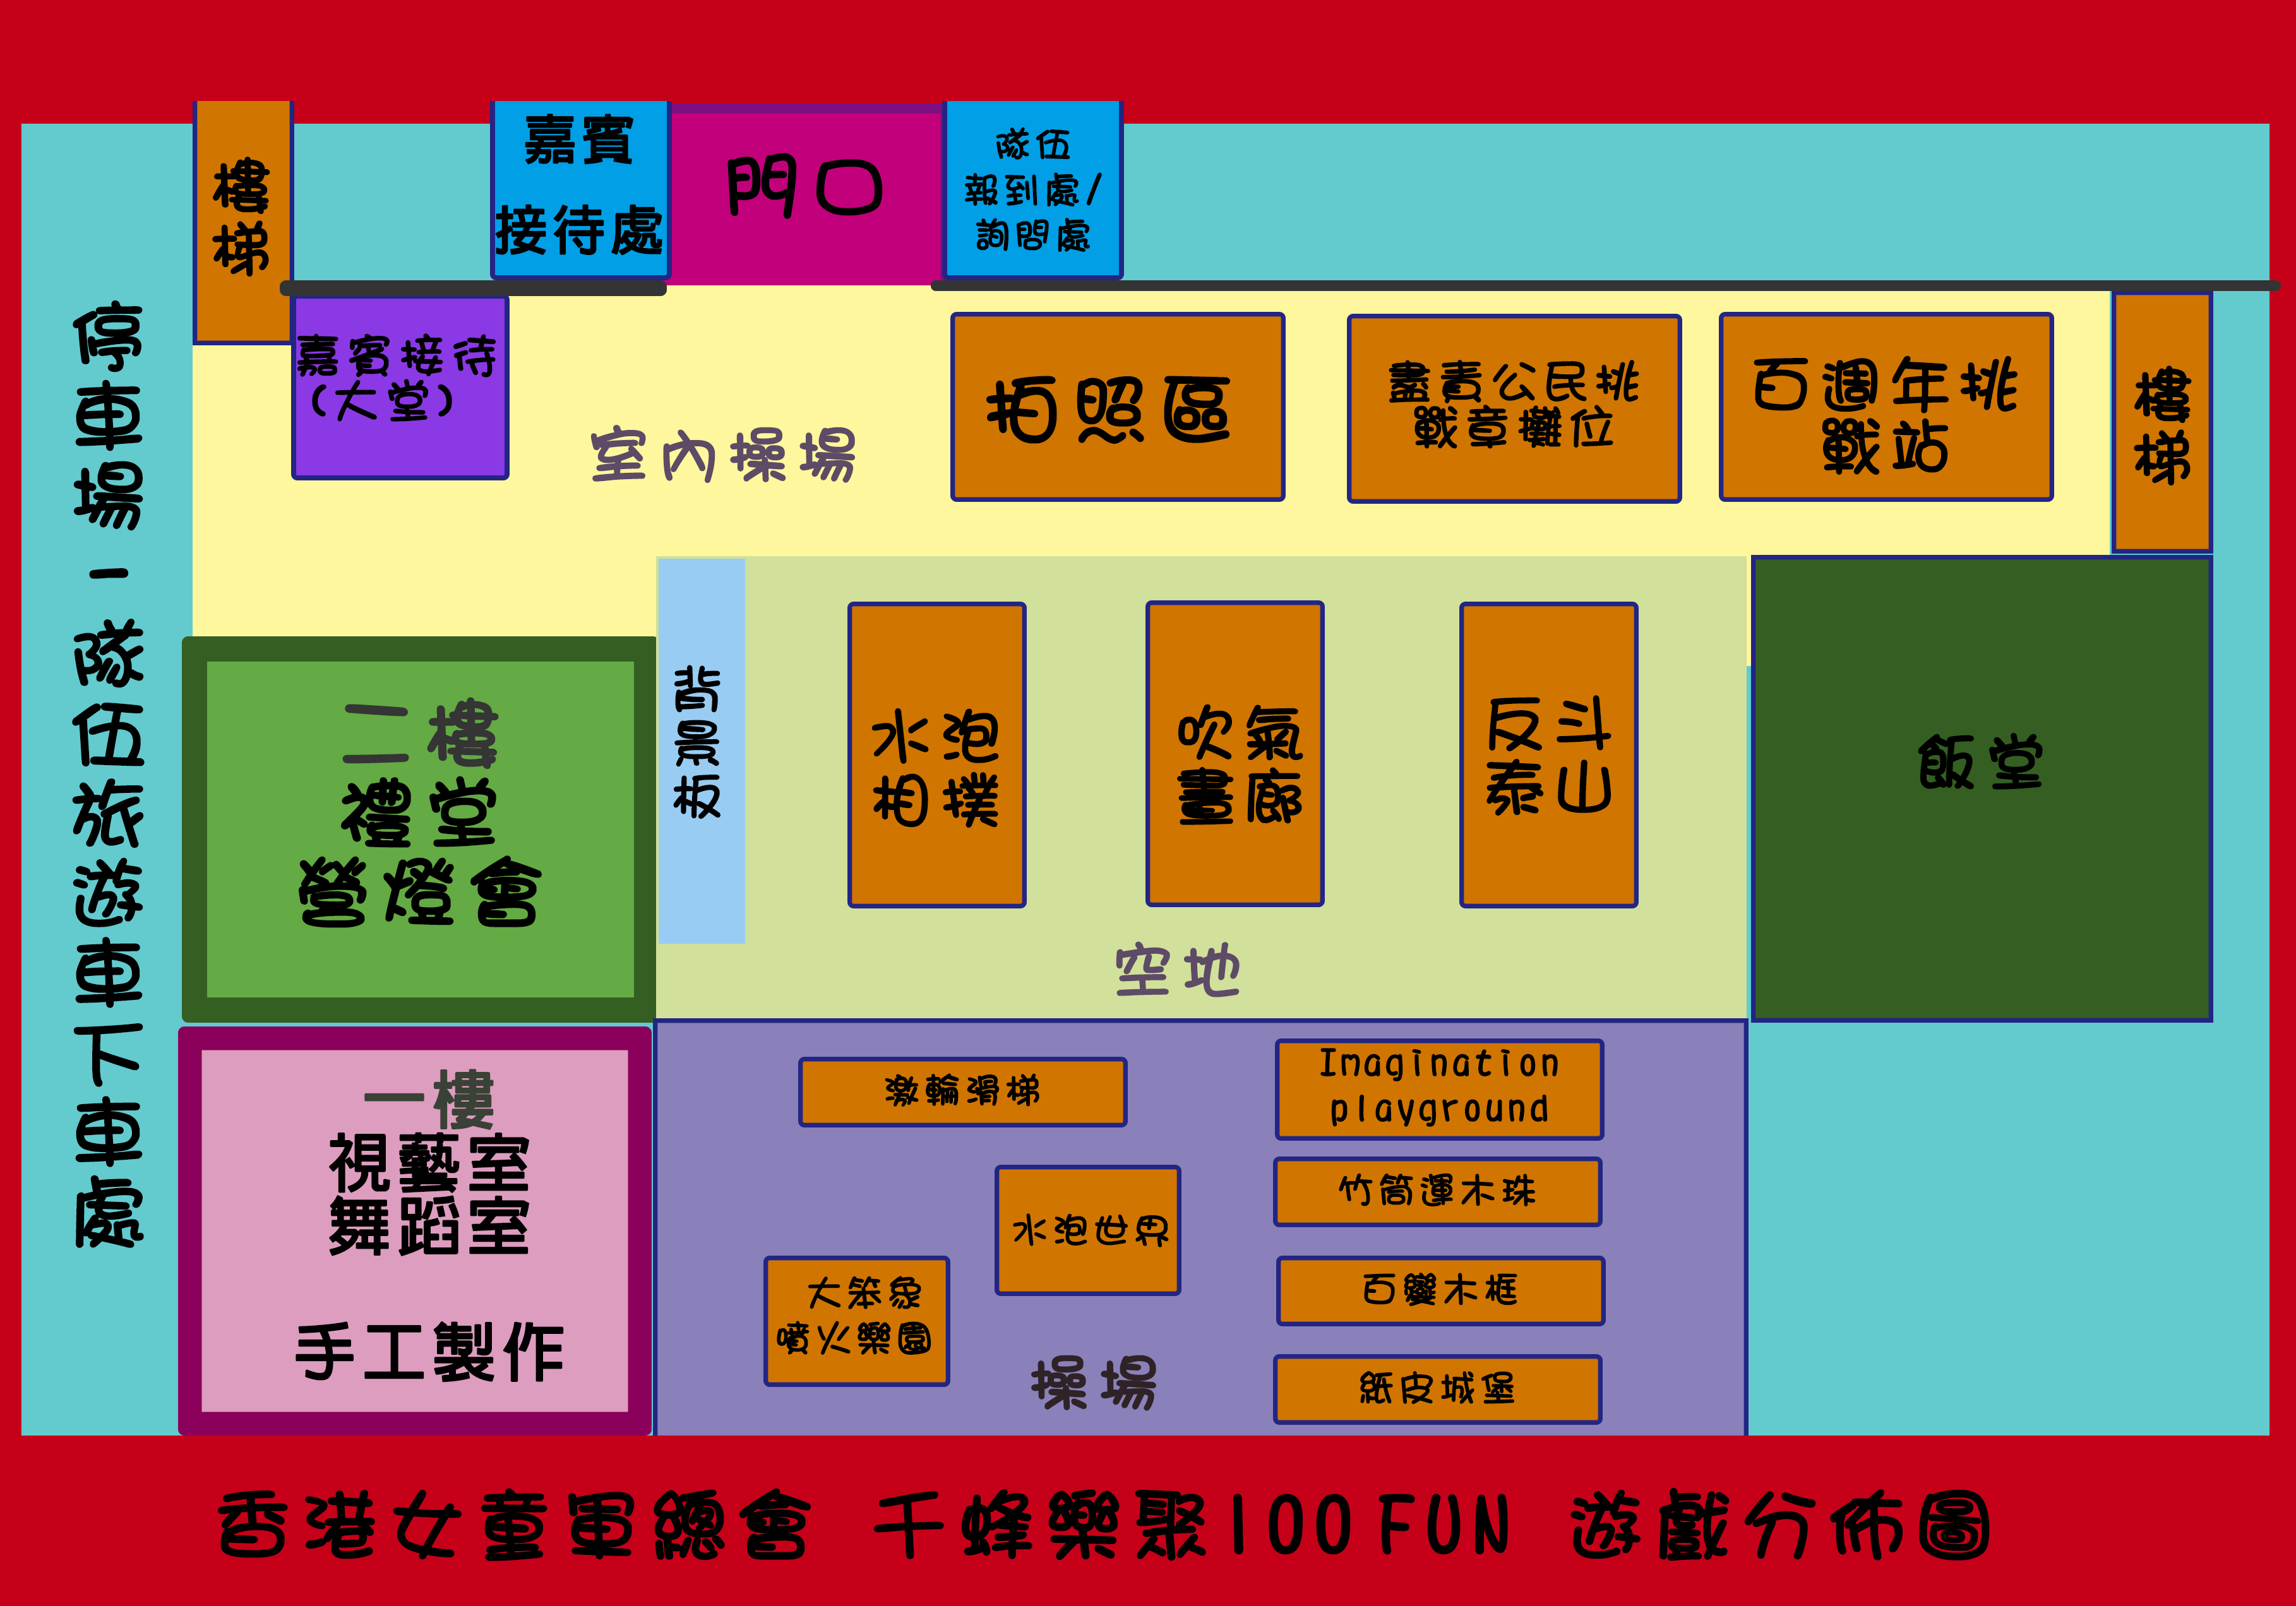 樓
梯
嘉賓
接待處
門口
隊伍
報到處/
詢問處
停車場-隊伍旅遊車下車處
嘉賓接待
(大堂)
室內操場
拍照區
盡責公民挑
戰章攤位
百週年挑
戰站
樓
梯
二樓
禮堂
營燈會
背景板
水泡
相撲
吹氣
畫廊
反斗
泰山
飯堂
空地
一樓
視藝室
舞蹈室
手工製作
激輪滑梯
Imagination
playground
竹筒運木珠
水泡世界
大笨象
噴火樂園
百變木框
紙皮城堡
操場
香港女童軍總會 千蜂樂聚100FUN 遊戲分佈圖